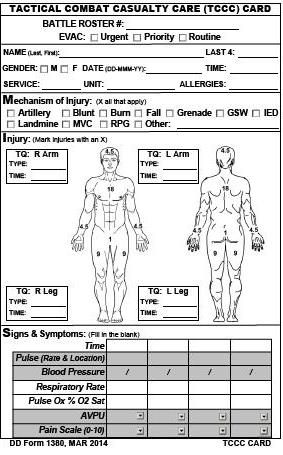 TACTICAL COMBAT CASUALTY CARE (TCCC) CARD
BATTLE ROSTER #:
EVAC: Urgent Priority Routine
NAME (Last, First): LAST 4:
GENDER: M F DATE (DD-MMM-YY): TIME:
SERVICE: UNIT: ALLERGIES:
Mechanism of Injury: (X all that apply)
Artillery Blunt Burn Fall Grenade GSW IED
Landmine MVC RPG Other:
Injury: (Mark injuries with an X)
TQ: R Arm
TYPE:
TIME:
TQ: L Arm
TYPE:
TIME:
4.5 4.5
18
4.5 4.5
1
9 9
TQ: R Leg
TYPE:
TIME:
TQ: L Leg
TYPE:
TIME:
4.5
18
4.5 4.5
1
9 9
Signs & Symptoms: (Fill in the blank)
Time
Pulse (Rate & Location)
Blood Pressure / / / /
Respiratory Rate
Pulse Ox % O2 Sat
AVPU
Pain Scale (0-10)
DD Form 1380, MAR 2014 TCCC CARD